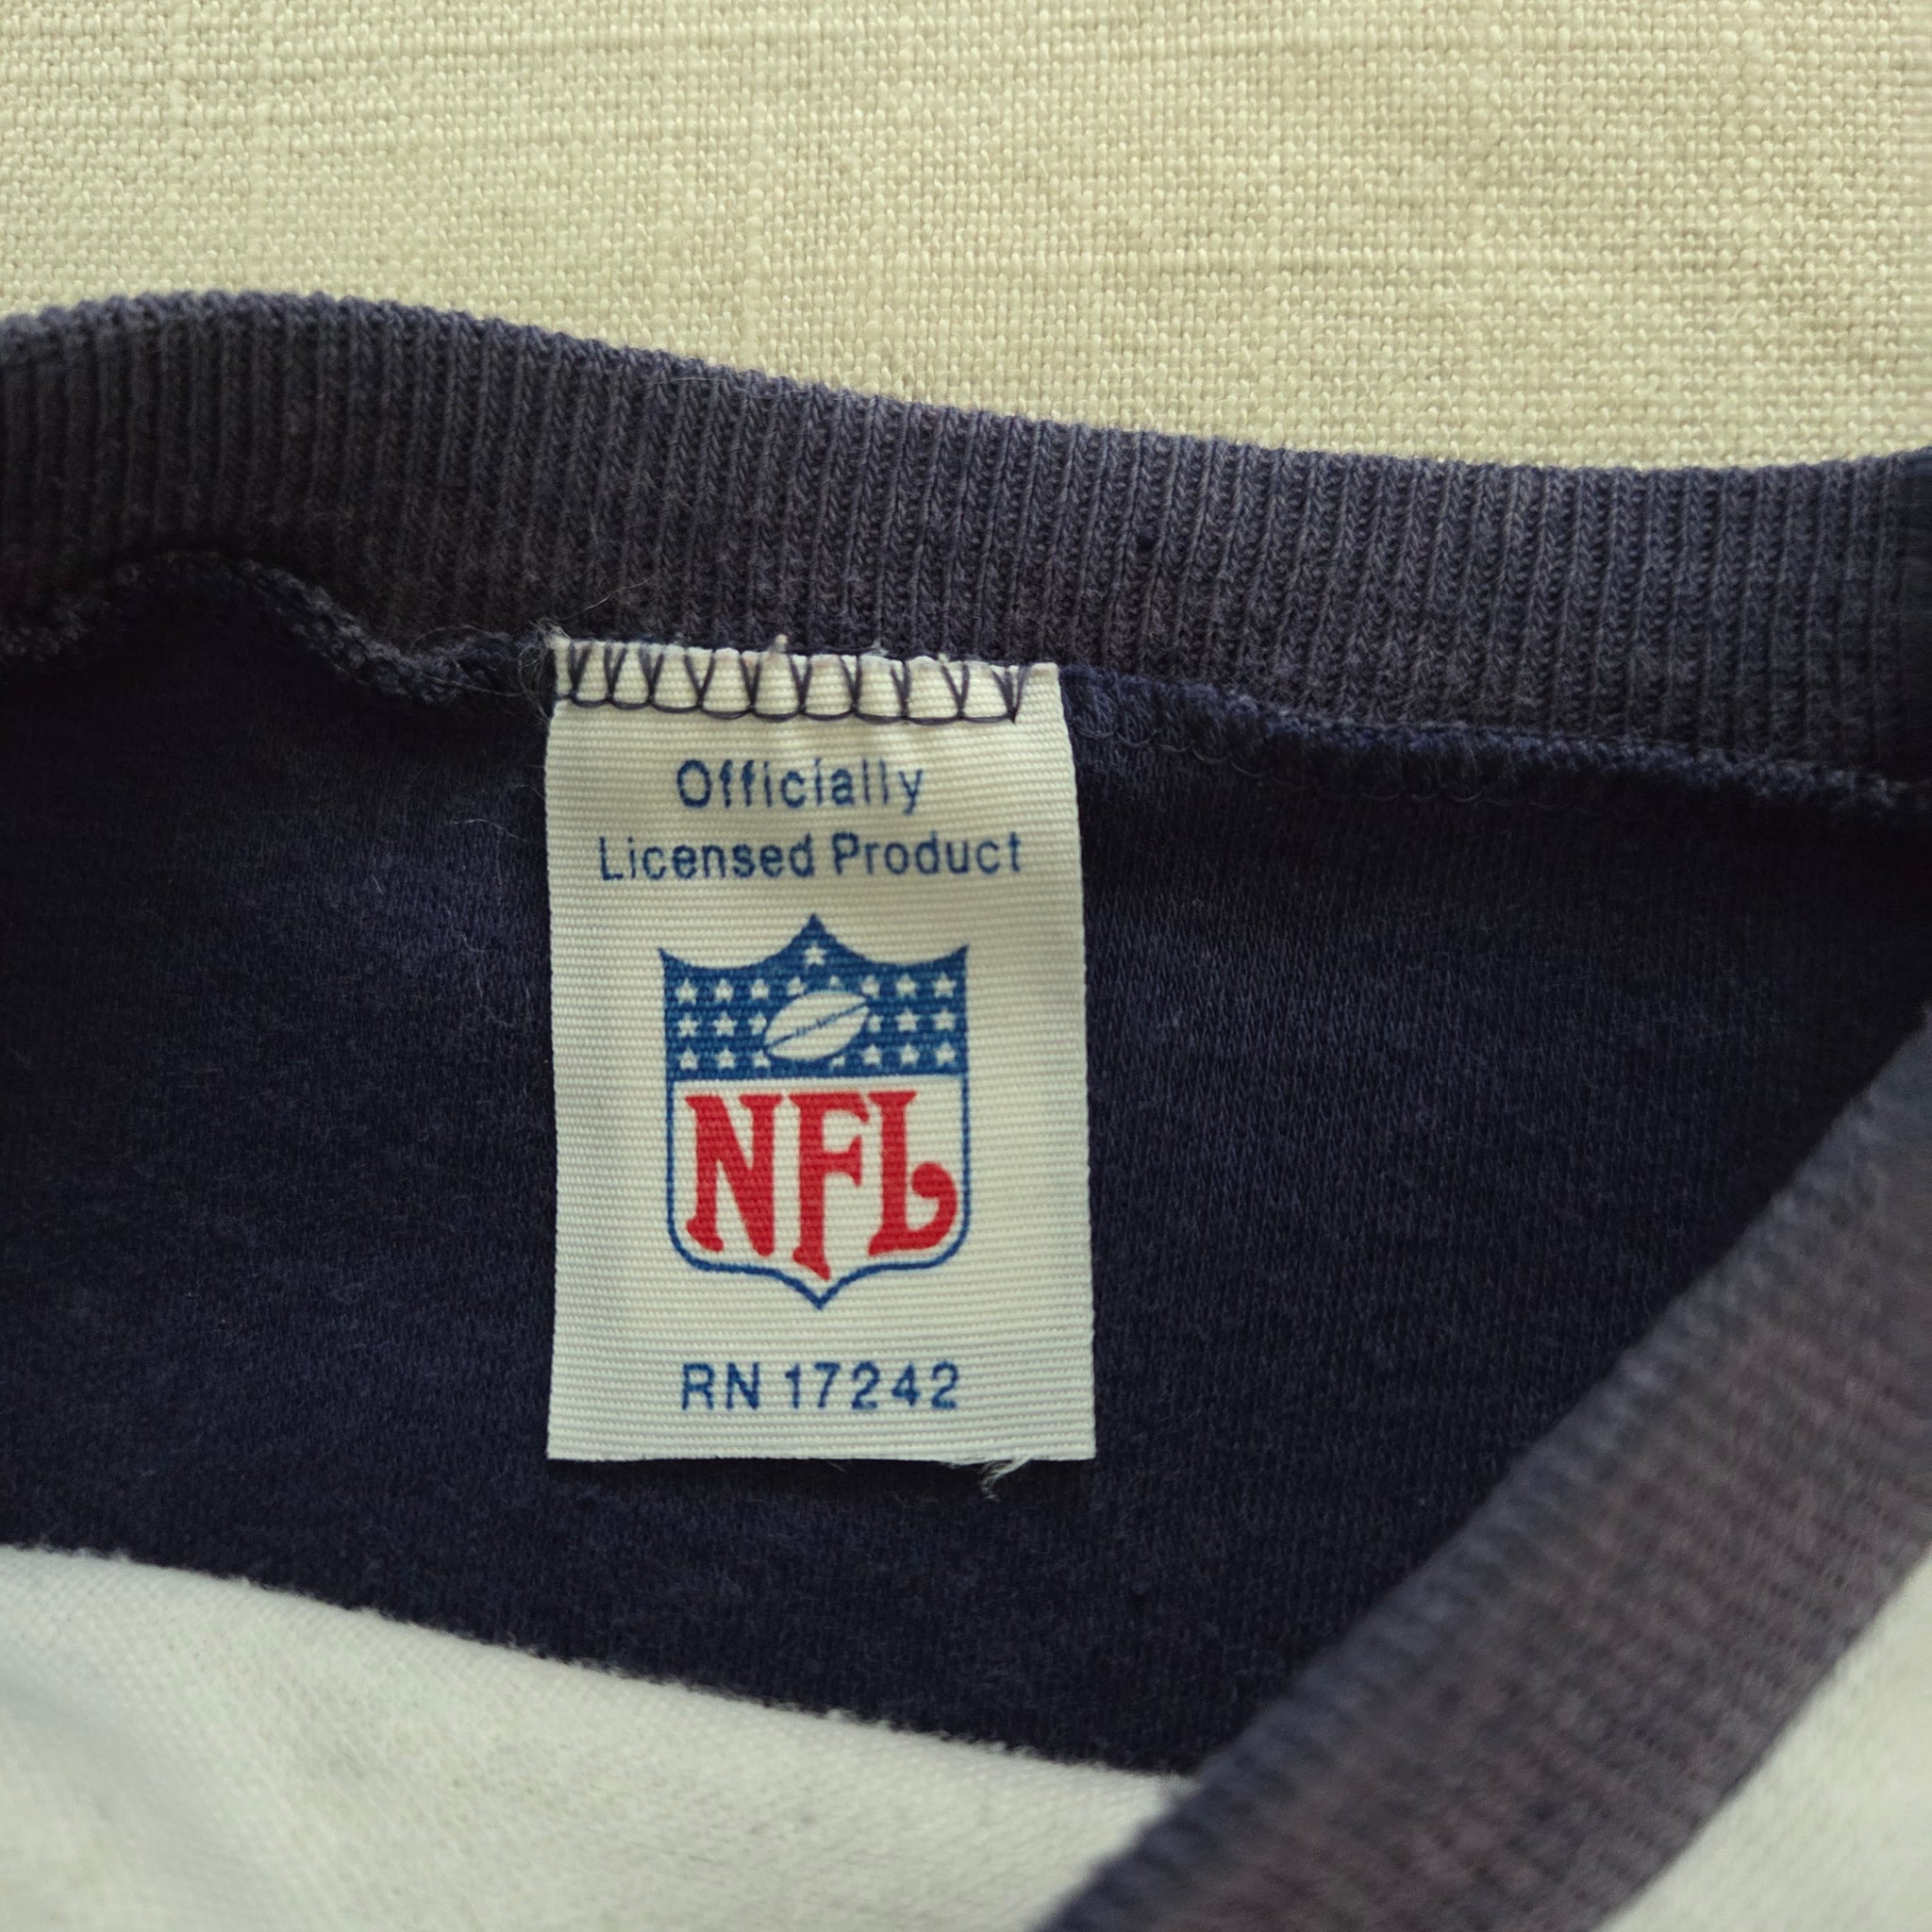 Officially
Licensed Product
NFL
RN 17242